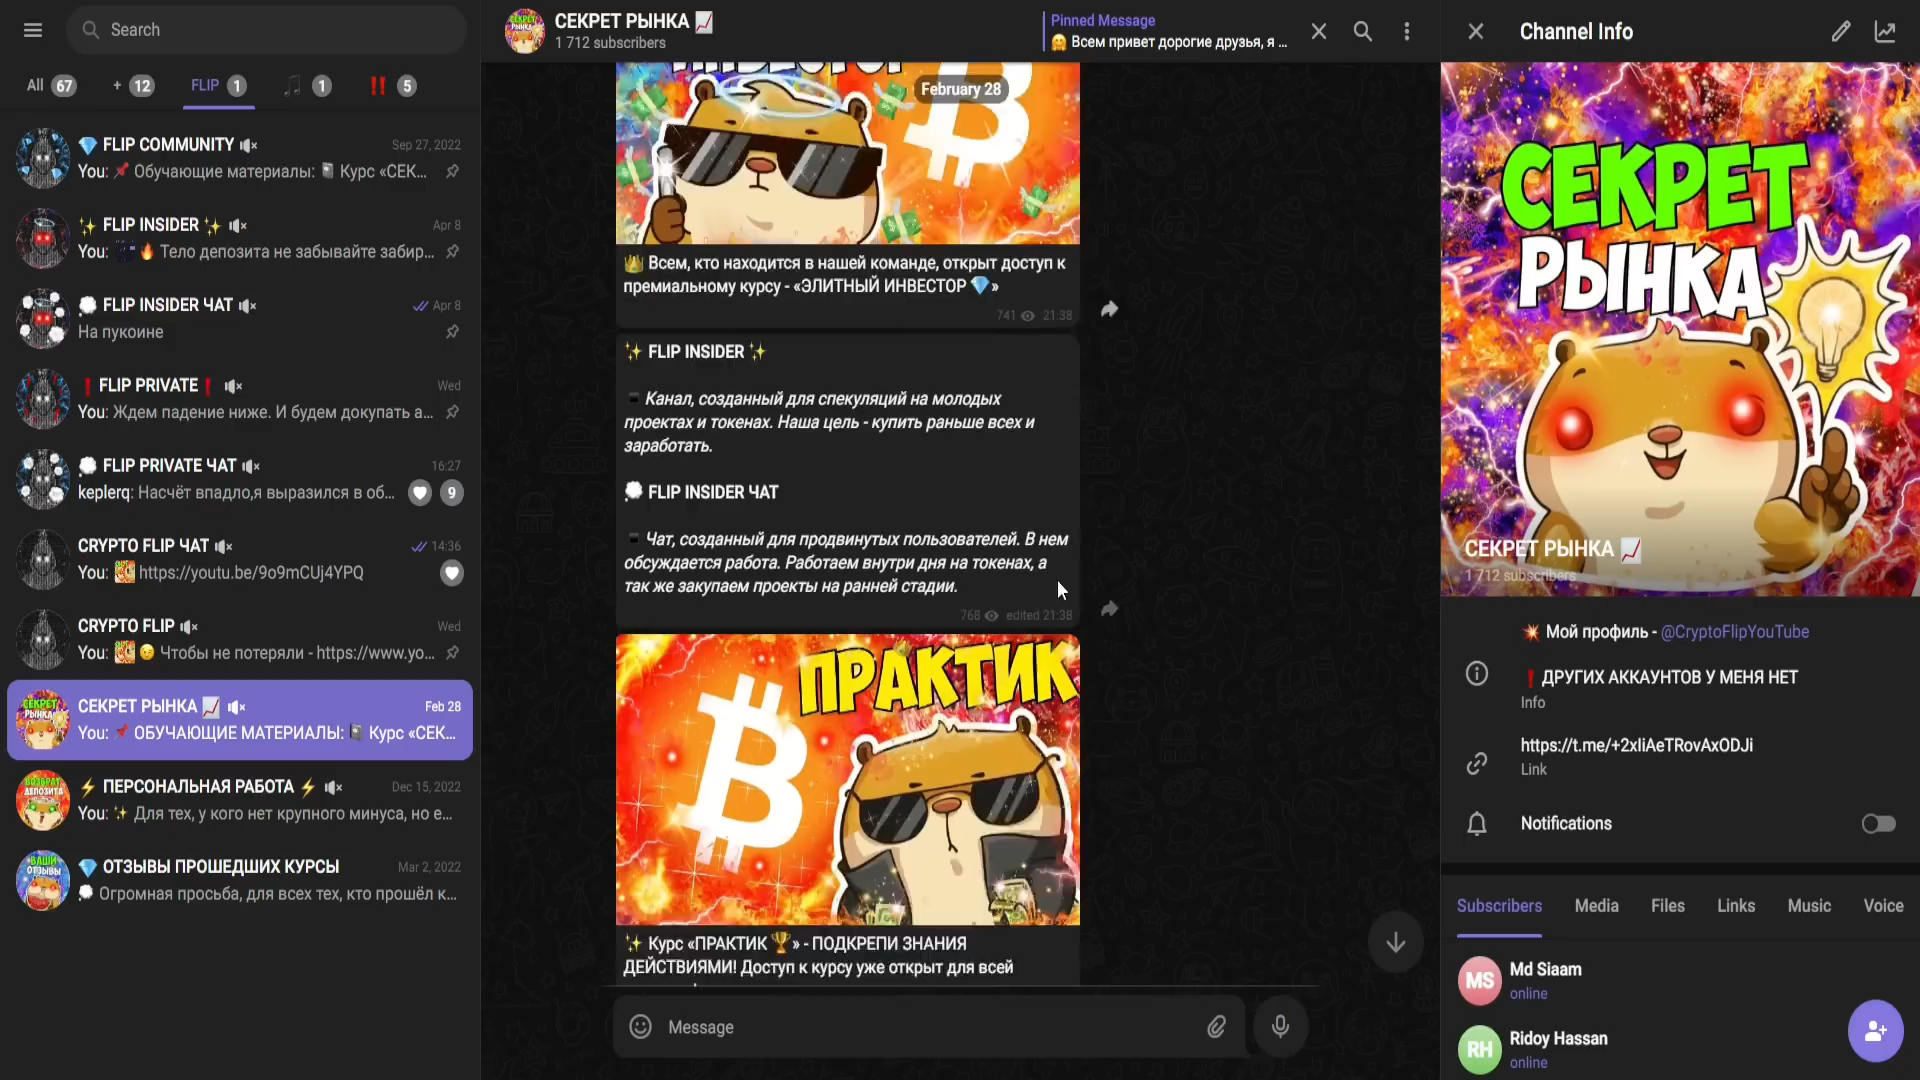 Search
All 67
+ 12
FLIP 1
1
‼ 5
💎 FLIP COMMUNITY
Sep 27, 2022
You: 📌 Обучающие материалы: 📓 Курс «СЕК...
✨ FLIP INSIDER ✨
Apr 8
You: 🔥 Тело депозита не забывайте забир...
💭 FLIP INSIDER ЧАТ
Apr 8
На пукоине
❗ FLIP PRIVATE ❗
Wed
You: Ждем падение ниже. И будем докупать а...
💭 FLIP PRIVATE ЧАТ
16:27
keplerq: Насчёт впадло,я выразился в об...
9
CRYPTO FLIP ЧАТ
14:36
You: https://youtu.be/9o9mCUj4YPQ
CRYPTO FLIP
Wed
You: 😉 Чтобы не потеряли - https://www.yo...
СЕКРЕТ РЫНКА 📈
Feb 28
You: 📌 ОБУЧАЮЩИЕ МАТЕРИАЛЫ: 📓 Курс «СЕК...
⚡ ПЕРСОНАЛЬНАЯ РАБОТА ⚡
Dec 15, 2022
You: ✨ Для тех, у кого нет крупного минуса, но е...
💎 ОТЗЫВЫ ПРОШЕДШИХ КУРСЫ
Mar 2, 2022
💭 Огромная просьба, для всех тех, кто прошёл к...
СЕКРЕТ РЫНКА 📈
1 712 subscribers
Pinned Message
🤗 Всем привет дорогие друзья, я ...
ИНВЕСТОР
February 28
👑 Всем, кто находится в нашей команде, открыт доступ к
премиальному курсу - «ЭЛИТНЫЙ ИНВЕСТОР 💎»
741 21:38
✨ FLIP INSIDER ✨
▪ Канал, созданный для спекуляций на молодых
проектах и токенах. Наша цель - купить раньше всех и
заработать.
💭 FLIP INSIDER ЧАТ
▪ Чат, созданный для продвинутых пользователей. В нем
обсуждается работа. Работаем внутри дня на токенах, а
так же закупаем проекты на ранней стадии.
768 edited 21:38
ПРАКТИК
✨ Курс «ПРАКТИК 🏆» - ПОДКРЕПИ ЗНАНИЯ
ДЕЙСТВИЯМИ! Доступ к курсу уже открыт для всей
Message
Channel Info
СЕКРЕТ
РЫНКА
СЕКРЕТ РЫНКА 📈
1 712 subscribers
💥 Мой профиль - @CryptoFlipYouTube
❗ДРУГИХ АККАУНТОВ У МЕНЯ НЕТ
Info
https://t.me/+2xliAeTRovAxODJi
Link
Notifications
Subscribers
Media
Files
Links
Music
Voice
MS
Md Siaam
online
RH
Ridoy Hassan
online